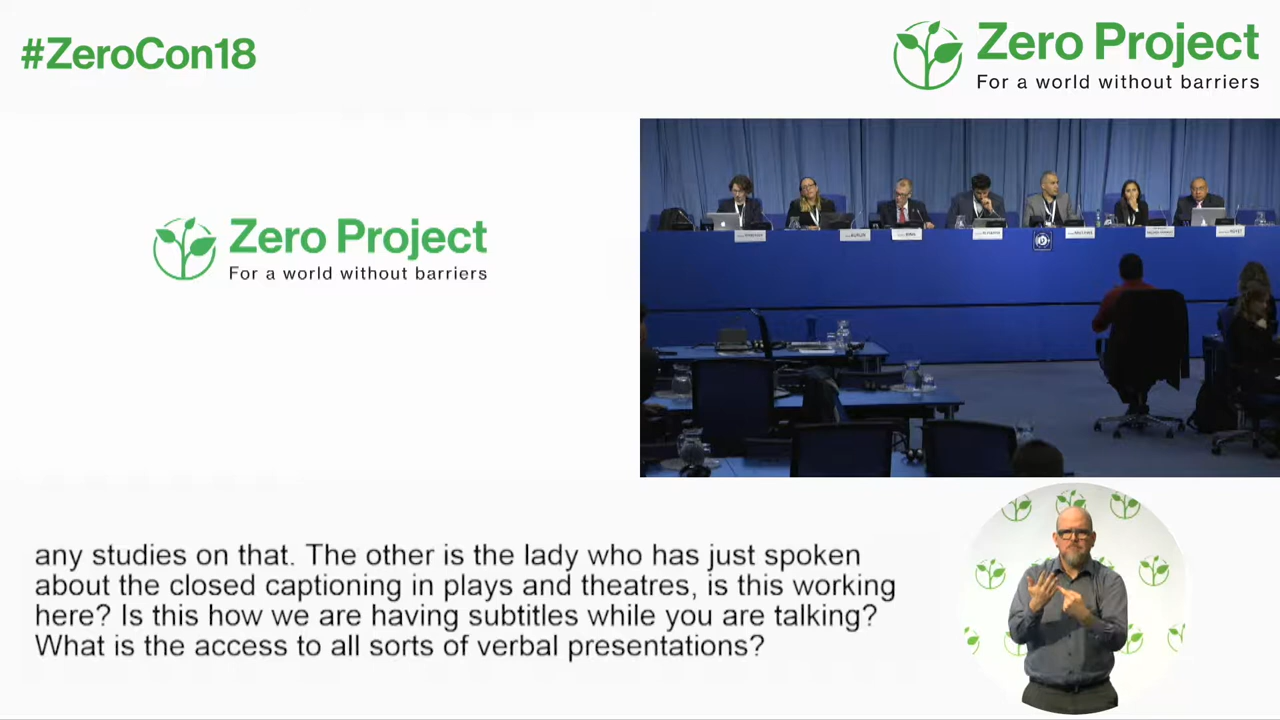 #ZeroCon18
Zero Project
For a world without barriers
Zero Project
For a world without barriers
any studies on that. The other is the lady who has just spoken
about the closed captioning in plays and theatres, is this working
here? Is this how we are having subtitles while you are talking?
What is the access to all sorts of verbal presentations?